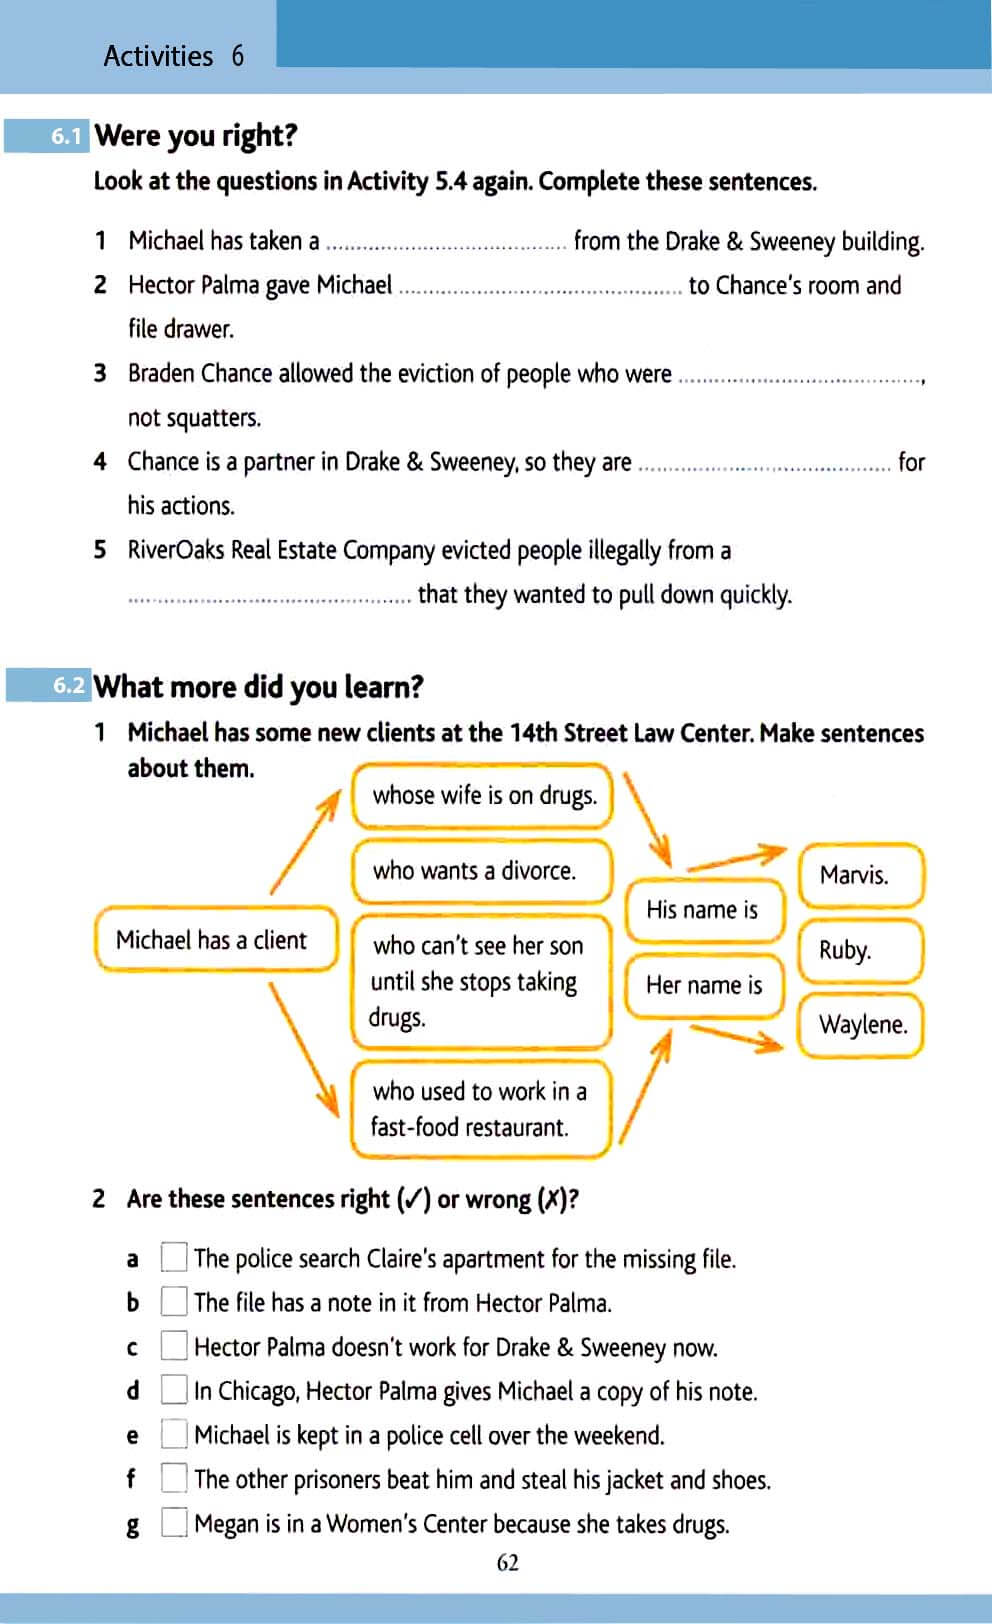 Activities 6
6.1 Were you right?
Look at the questions in Activity 5.4 again. Complete these sentences.
1 Michael has taken a ........................................ from the Drake & Sweeney building.
2 Hector Palma gave Michael ................................................ to Chance's room and
file drawer.
3 Braden Chance allowed the eviction of people who were ........................................,
not squatters.
4 Chance is a partner in Drake & Sweeney, so they are .......................................... for
his actions.
5 RiverOaks Real Estate Company evicted people illegally from a
................................................ that they wanted to pull down quickly.
6.2 What more did you learn?
1 Michael has some new clients at the 14th Street Law Center. Make sentences
about them.
Michael has a client
whose wife is on drugs.
who wants a divorce.
who can't see her son
until she stops taking
drugs.
who used to work in a
fast-food restaurant.
His name is
Her name is
Marvis.
Ruby.
Waylene.
2 Are these sentences right (✓) or wrong (✗)?
a The police search Claire's apartment for the missing file.
b The file has a note in it from Hector Palma.
c Hector Palma doesn't work for Drake & Sweeney now.
d In Chicago, Hector Palma gives Michael a copy of his note.
e Michael is kept in a police cell over the weekend.
f The other prisoners beat him and steal his jacket and shoes.
g Megan is in a Women's Center because she takes drugs.
62